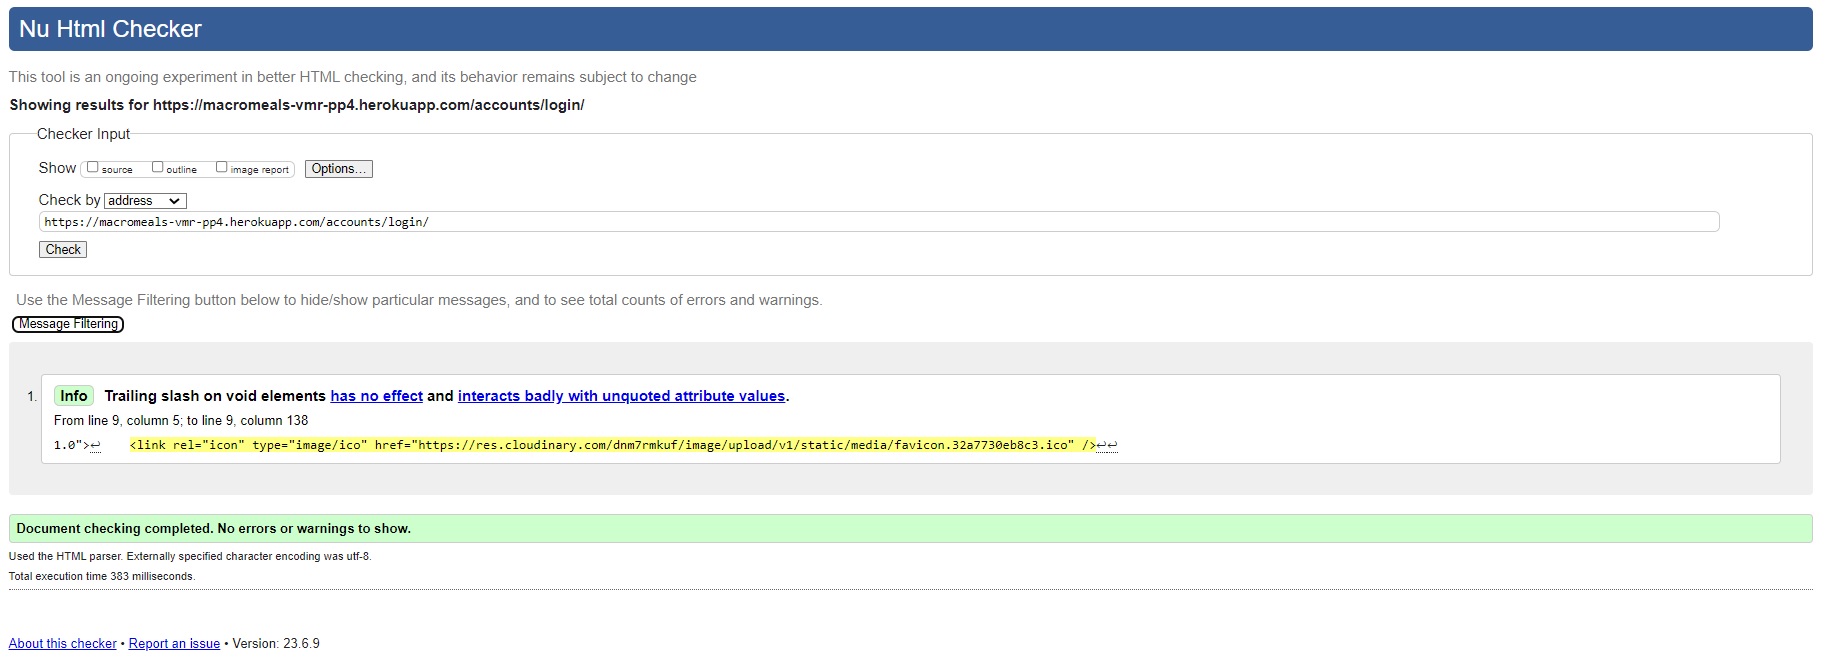 Nu Html Checker
This tool is an ongoing experiment in better HTML checking, and its behavior remains subject to change
Showing results for https://macromeals-vmr-pp4.herokuapp.com/accounts/login/
Checker Input
Show source outline image report Options...
Check by address
https://macromeals-vmr-pp4.herokuapp.com/accounts/login/
Check
Use the Message Filtering button below to hide/show particular messages, and to see total counts of errors and warnings.
Message Filtering
1. Info Trailing slash on void elements has no effect and interacts badly with unquoted attribute values.
From line 9, column 5; to line 9, column 138
1.0">↩ <link rel="icon" type="image/ico" href="https://res.cloudinary.com/dnm7rmkuf/image/upload/v1/static/media/favicon.32a7730eb8c3.ico" />↩↩
Document checking completed. No errors or warnings to show.
Used the HTML parser. Externally specified character encoding was utf-8.
Total execution time 383 milliseconds.
About this checker • Report an issue • Version: 23.6.9